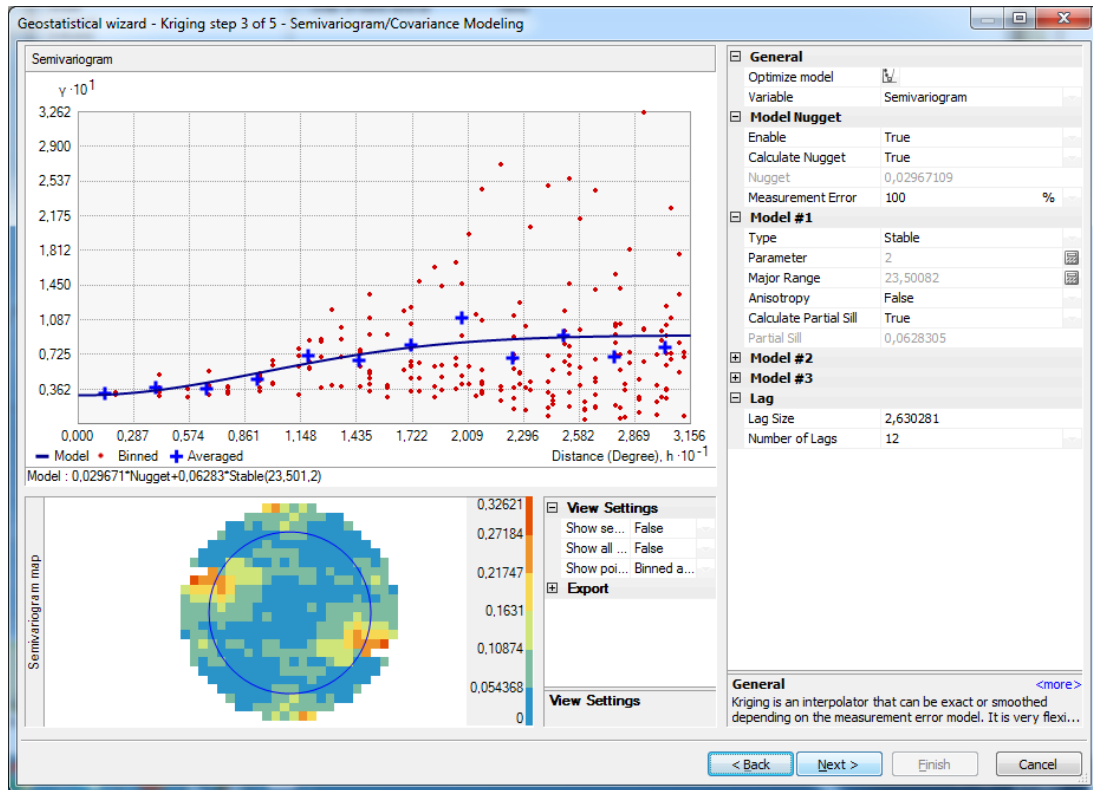 Geostatistical wizard - Kriging step 3 of 5 - Semivariogram/Covariance Modeling
Semivariogram
γ · 10¹
3,262
2,900
2,537
2,175
1,812
1,450
1,087
0,725
0,362
0,000 0,287 0,574 0,861 1,148 1,435 1,722 2,009 2,296 2,582 2,869 3,156
Model Binned Averaged Distance (Degree), h · 10⁻¹
Model : 0,029671*Nugget+0,06283*Stable(23,501,2)
Semivariogram map
0,32621
0,27184
0,21747
0,1631
0,10874
0,054368
0
View Settings
Show se... False
Show all ... False
Show poi... Binned a...
Export
View Settings
General
Optimize model
Variable Semivariogram
Model Nugget
Enable True
Calculate Nugget True
Nugget 0,02967109
Measurement Error 100 %
Model #1
Type Stable
Parameter 2
Major Range 23,50082
Anisotropy False
Calculate Partial Sill True
Partial Sill 0,0628305
Model #2
Model #3
Lag
Lag Size 2,630281
Number of Lags 12
General <more>
Kriging is an interpolator that can be exact or smoothed
depending on the measurement error model. It is very flexi...
< Back Next > Finish Cancel